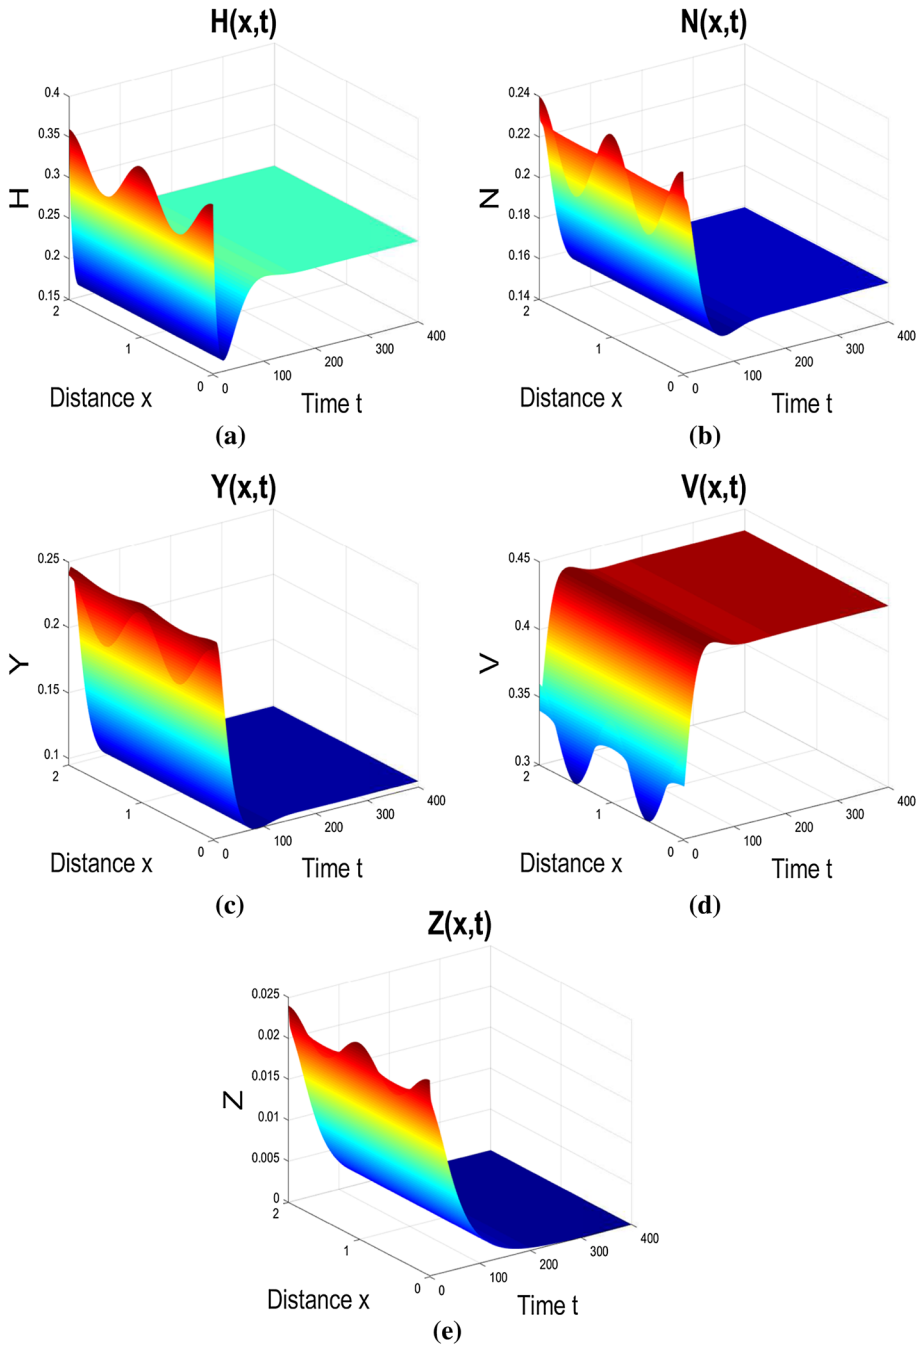 H(x,t)
0.4
0.35
0.3
0.25
0.2
0.15
H
2
1
0
Distance x
0
100
200
300
400
Time t
(a)
N(x,t)
0.24
0.22
0.2
0.18
0.16
0.14
N
2
1
0
Distance x
0
100
200
300
400
Time t
(b)
Y(x,t)
0.25
0.2
0.15
0.1
Y
2
1
0
Distance x
0
100
200
300
400
Time t
(c)
V(x,t)
0.45
0.4
0.35
0.3
V
2
1
0
Distance x
0
100
200
300
400
Time t
(d)
Z(x,t)
0.025
0.02
0.015
0.01
0.005
0
Z
2
1
0
Distance x
0
100
200
300
400
Time t
(e)